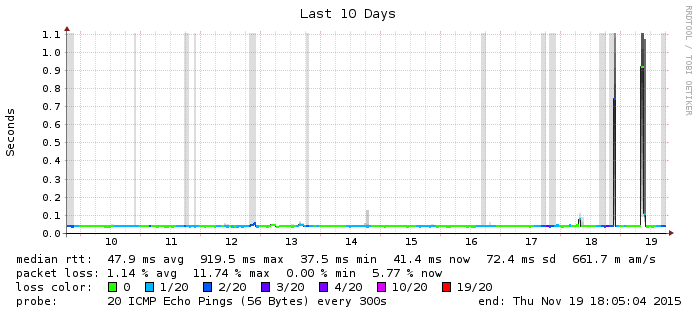 Last 10 Days
RRDTOOL / TOBI OETIKER
Seconds
1.1
1.0
0.9
0.8
0.7
0.6
0.5
0.4
0.3
0.2
0.1
0.0
10 11 12 13 14 15 16 17 18 19
median rtt: 47.9 ms avg 919.5 ms max 37.5 ms min 41.4 ms now 72.4 ms sd 661.7 m am/s
packet loss: 1.14 % avg 11.74 % max 0.00 % min 5.77 % now
loss color: 0 1/20 2/20 3/20 4/20 10/20 19/20
probe: 20 ICMP Echo Pings (56 Bytes) every 300s end: Thu Nov 19 18:05:04 2015